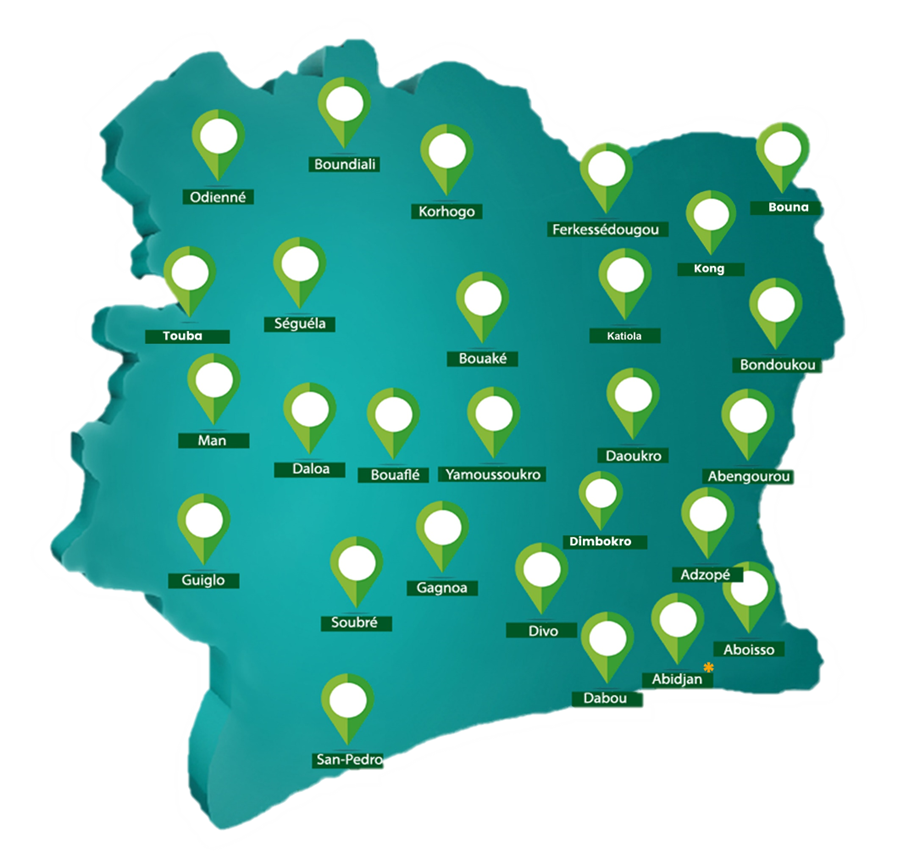 Boundiali
Odienné
Korhogo
Bouna
Ferkessédougou
Kong
Séguéla
Touba
Katiola
Bouaké
Bondoukou
Man
Daoukro
Daloa
Bouaflé
Yamoussoukro
Abengourou
Dimbokro
Adzopé
Guiglo
Gagnoa
Soubré
Divo
Aboisso
Abidjan *
Dabou
San-Pedro